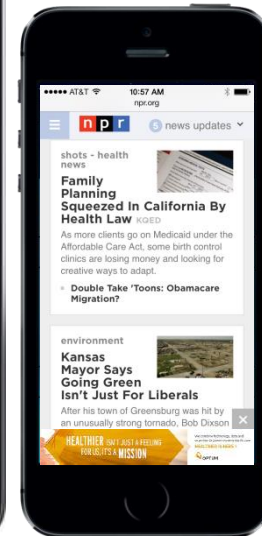 AT&T 10:57 AM
npr.org
npr 5 news updates
shots - health
news
Family
Planning
Squeezed In California By
Health Law KQED
As more clients go on Medicaid under the
Affordable Care Act, some birth control
clinics are losing money and looking for
creative ways to adapt.
Double Take 'Toons: Obamacare
Migration?
environment
Kansas
Mayor Says
Going Green
Isn't Just For Liberals
After his town of Greensburg was hit by
an unusually strong tornado, Bob Dixson
HEALTHIER ISN'T JUST A FEELING
FOR US, IT'S A MISSION
OPTUM